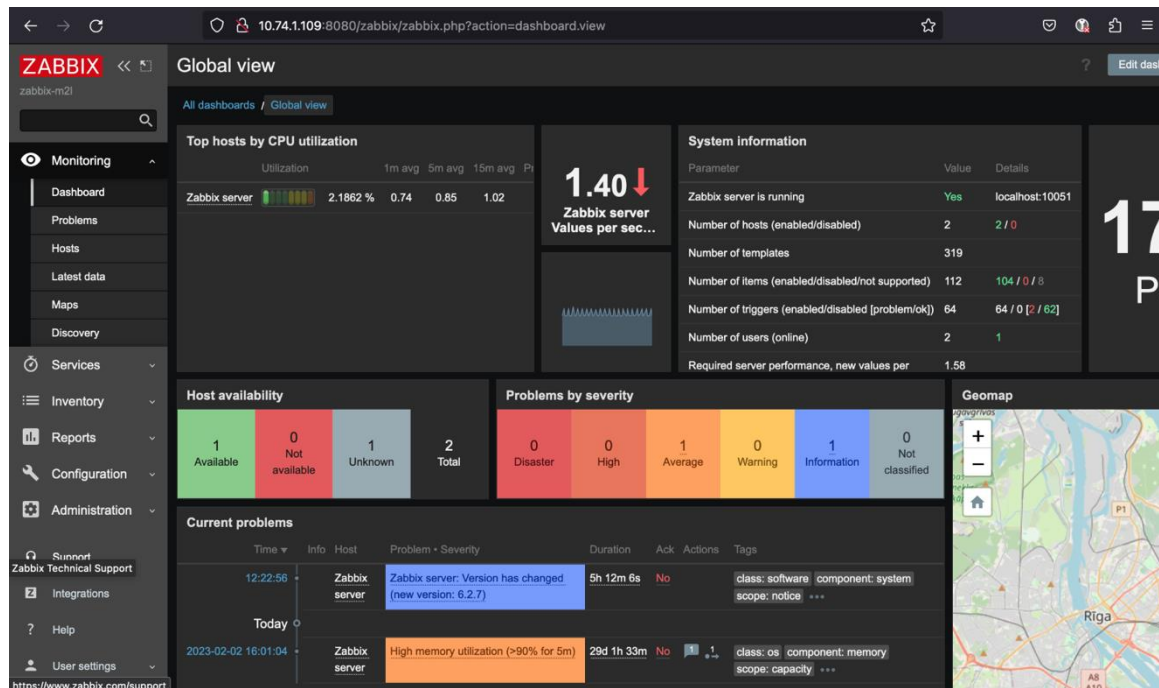 10.74.1.109:8080/zabbix/zabbix.php?action=dashboard.view
ZABBIX
zabbix-m2l
Monitoring
Dashboard
Problems
Hosts
Latest data
Maps
Discovery
Services
Inventory
Reports
Configuration
Administration
Support
Zabbix Technical Support
Integrations
? Help
User settings
https://www.zabbix.com/support
Global view
? Edit das
All dashboards / Global view
Top hosts by CPU utilization
Utilization 1m avg 5m avg 15m avg
Zabbix server 2.1862 % 0.74 0.85 1.02
1.40
Zabbix server
Values per sec...
System information
Parameter Value Details
Zabbix server is running Yes localhost:10051
Number of hosts (enabled/disabled) 2 2 / 0
Number of templates 319
Number of items (enabled/disabled/not supported) 112 104 / 0 / 8
Number of triggers (enabled/disabled [problem/ok]) 64 64 / 0 [2 / 62]
Number of users (online) 2 1
Required server performance, new values per 1.58
17
P
Host availability
1 Available
0 Not available
1 Unknown
2 Total
Problems by severity
0 Disaster
0 High
1 Average
0 Warning
1 Information
0 Not classified
Geomap
+
−
P1
Rīga
A8
Current problems
Time Info Host Problem • Severity Duration Ack Actions Tags
12:22:56 Zabbix server Zabbix server: Version has changed (new version: 6.2.7) 5h 12m 6s No class: software component: system scope: notice •••
Today
2023-02-02 16:01:04 Zabbix server High memory utilization (>90% for 5m) 29d 1h 33m No 1 1 class: os component: memory scope: capacity •••